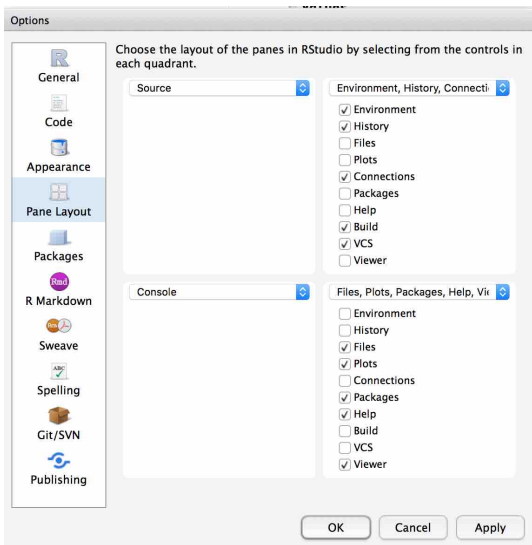 Options
Choose the layout of the panes in RStudio by selecting from the controls in
each quadrant.
R
General
Code
Appearance
Pane Layout
Packages
Rmd
R Markdown
Sweave
ABC
Spelling
Git/SVN
Publishing
Source
Environment, History, Connecti
Environment
History
Files
Plots
Connections
Packages
Help
Build
VCS
Viewer
Console
Files, Plots, Packages, Help, Vie
Environment
History
Files
Plots
Connections
Packages
Help
Build
VCS
Viewer
OK
Cancel
Apply